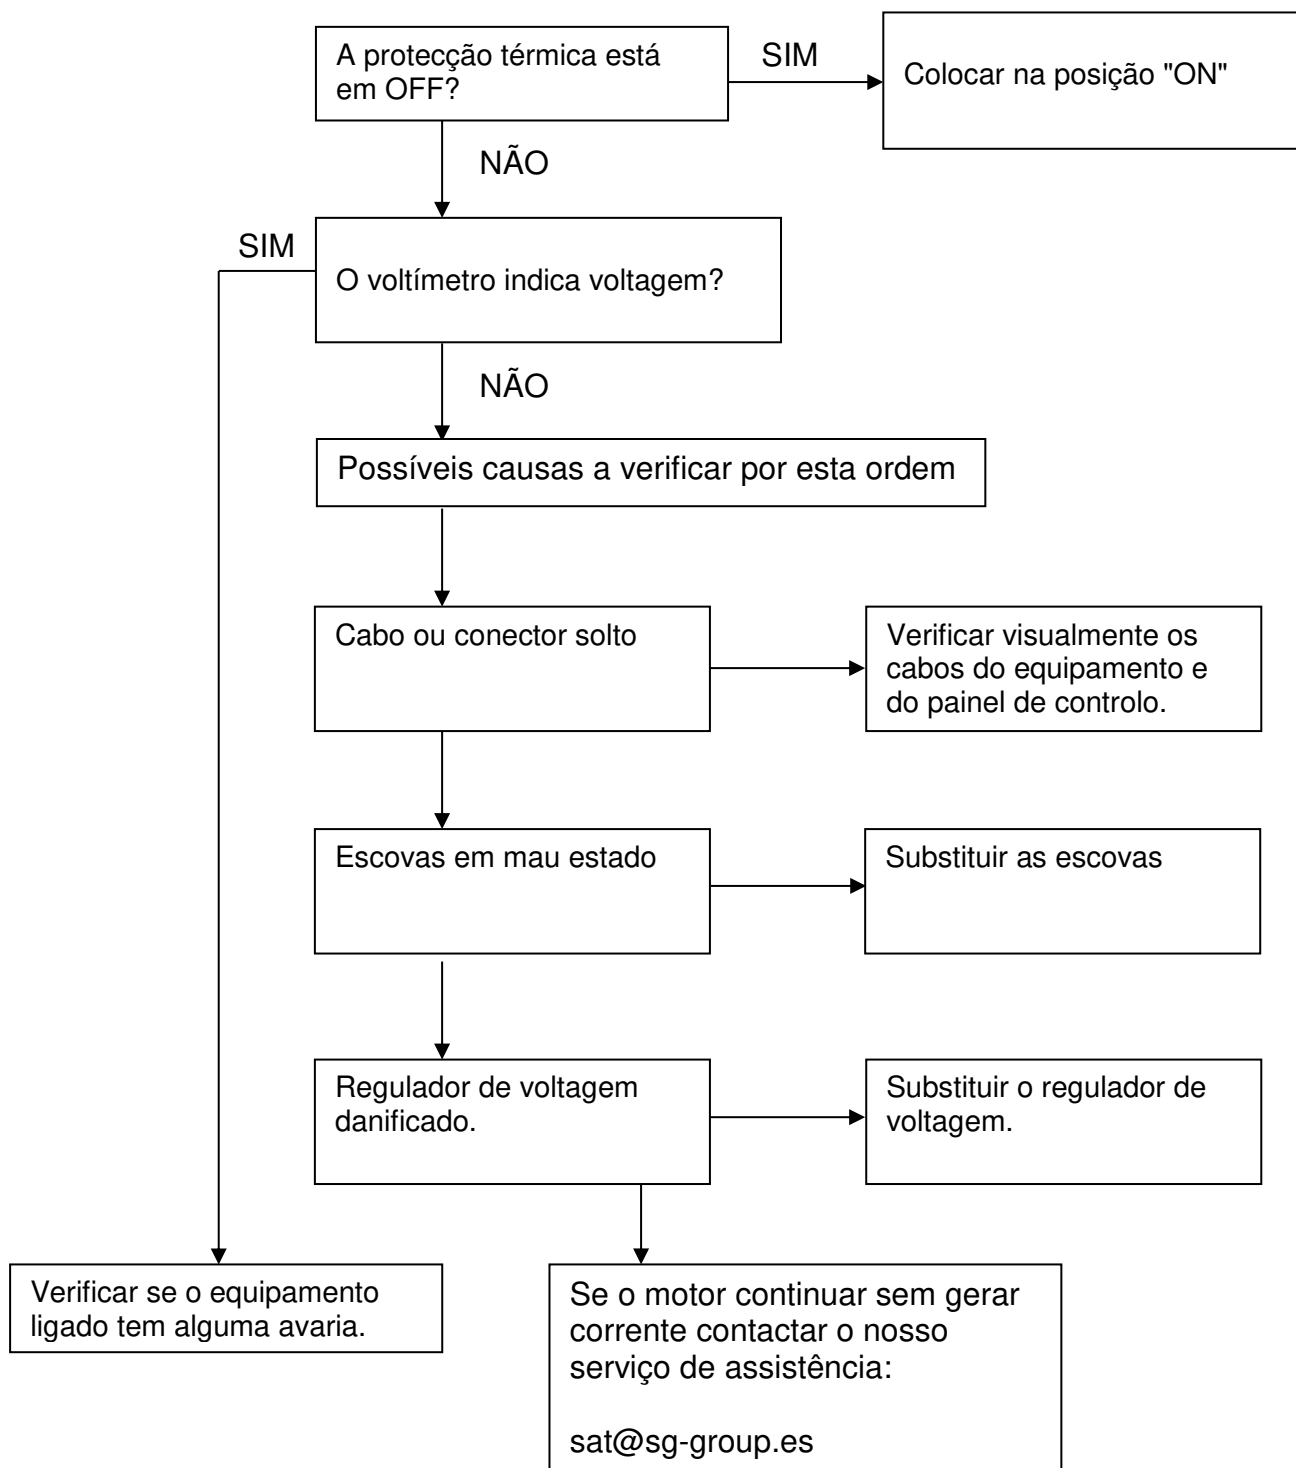 A protecção térmica está
em OFF?
SIM
Colocar na posição "ON"
NÃO
SIM
O voltímetro indica voltagem?
NÃO
Possíveis causas a verificar por esta ordem
Cabo ou conector solto
Verificar visualmente os
cabos do equipamento e
do painel de controlo.
Escovas em mau estado
Substituir as escovas
Regulador de voltagem
danificado.
Substituir o regulador de
voltagem.
Verificar se o equipamento
ligado tem alguma avaria.
Se o motor continuar sem gerar
corrente contactar o nosso
serviço de assistência:
sat@sg-group.es